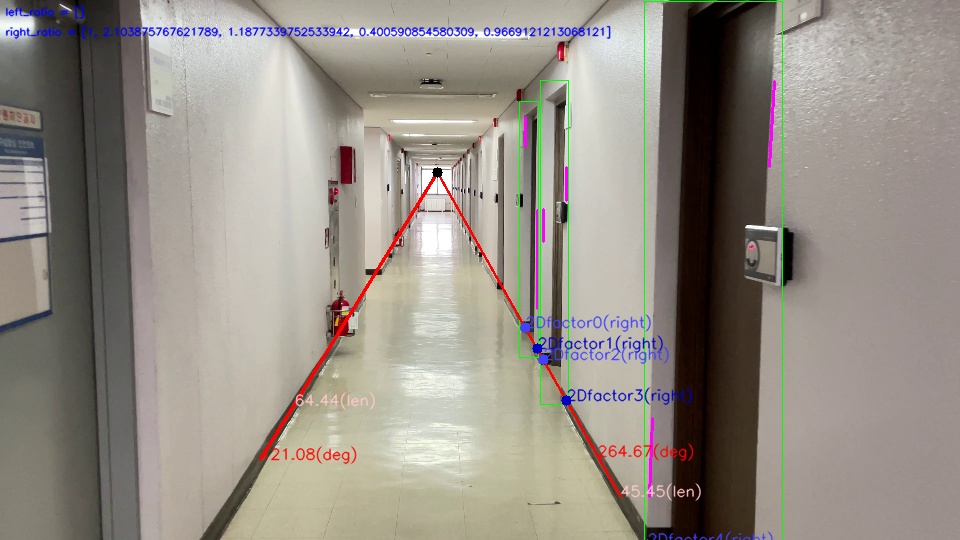 left_ratio = []
right_ratio = [1, 2.103875767621789, 1.1877339752533942, 0.400590854580309, 0.9669121213068121]
2Dfactor0(right)
2Dfactor1(right)
2Dfactor2(right)
2Dfactor3(right)
64.44(len)
21.08(deg)
264.67(deg)
45.45(len)
2Dfactor4(right)